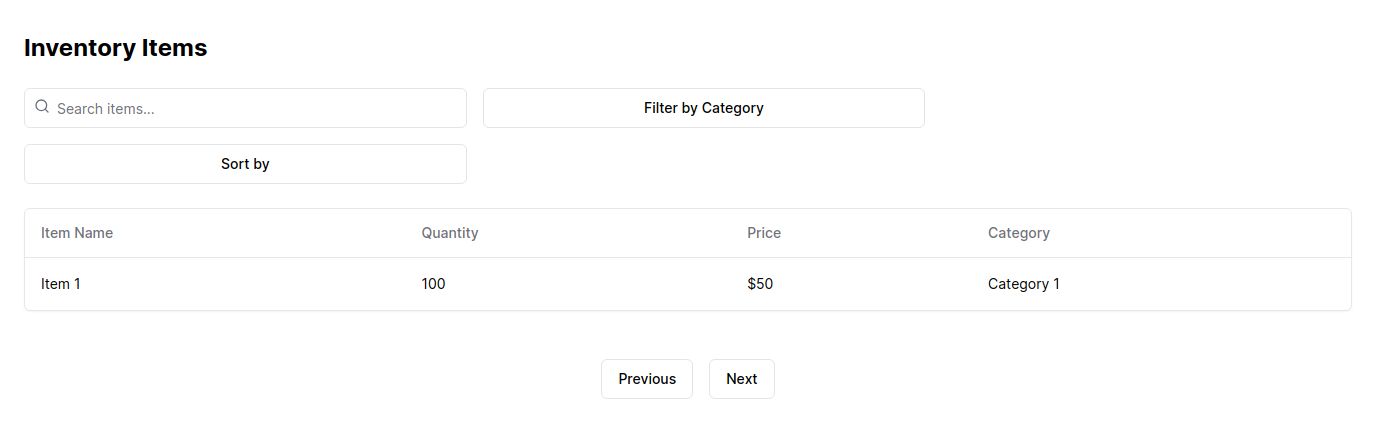 Inventory Items
Search items...
Filter by Category
Sort by
Item Name Quantity Price Category
Item 1 100 $50 Category 1
Previous Next